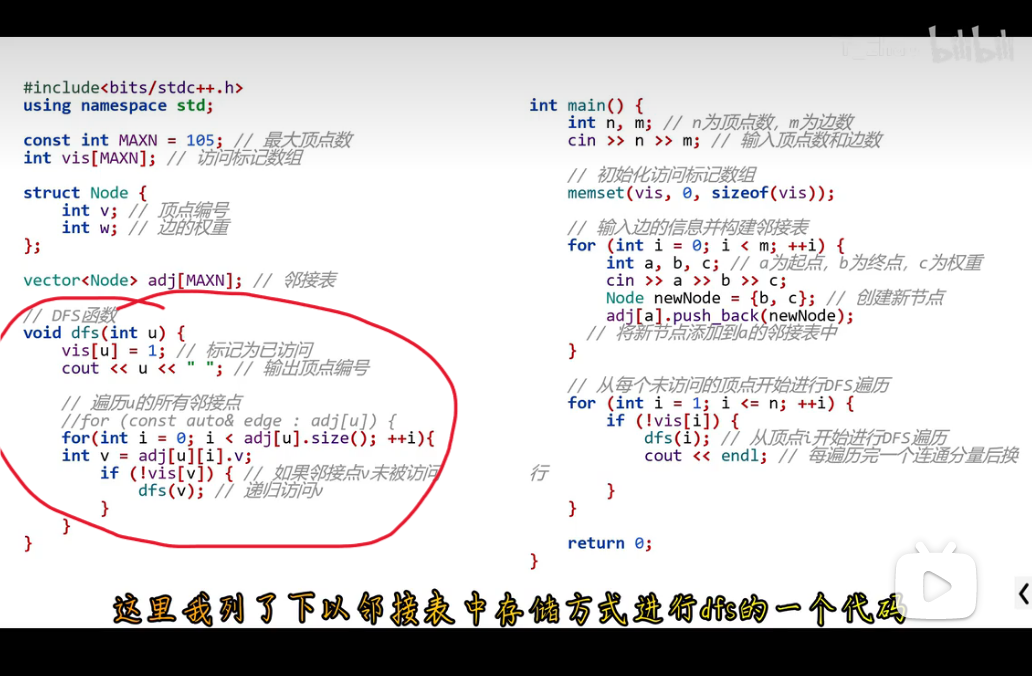 bilibili
#include<bits/stdc++.h>
using namespace std;
const int MAXN = 105; // 最大顶点数
int vis[MAXN]; // 访问标记数组
struct Node {
int v; // 顶点编号
int w; // 边的权重
};
vector<Node> adj[MAXN]; // 邻接表
// DFS函数
void dfs(int u) {
vis[u] = 1; // 标记为已访问
cout << u << " "; // 输出顶点编号
// 遍历u的所有邻接点
//for (const auto& edge : adj[u]) {
for(int i = 0; i < adj[u].size(); ++i){
int v = adj[u][i].v;
if (!vis[v]) { // 如果邻接点v未被访问
dfs(v); // 递归访问v
}
}
}
int main() {
int n, m; // n为顶点数，m为边数
cin >> n >> m; // 输入顶点数和边数
// 初始化访问标记数组
memset(vis, 0, sizeof(vis));
// 输入边的信息并构建邻接表
for (int i = 0; i < m; ++i) {
int a, b, c; // a为起点，b为终点，c为权重
cin >> a >> b >> c;
Node newNode = {b, c}; // 创建新节点
adj[a].push_back(newNode);
// 将新节点添加到a的邻接表中
}
// 从每个未访问的顶点开始进行DFS遍历
for (int i = 1; i <= n; ++i) {
if (!vis[i]) {
dfs(i); // 从顶点i开始进行DFS遍历
cout << endl; // 每遍历完一个连通分量后换
行
}
}
return 0;
}
这里我列了下以邻接表中存储方式进行dfs的一个代码